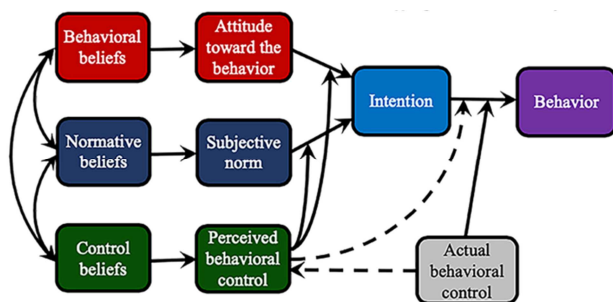 Behavioral
beliefs
Attitude
toward the
behavior
Intention
Behavior
Normative
beliefs
Subjective
norm
Control
beliefs
Perceived
behavioral
control
Actual
behavioral
control